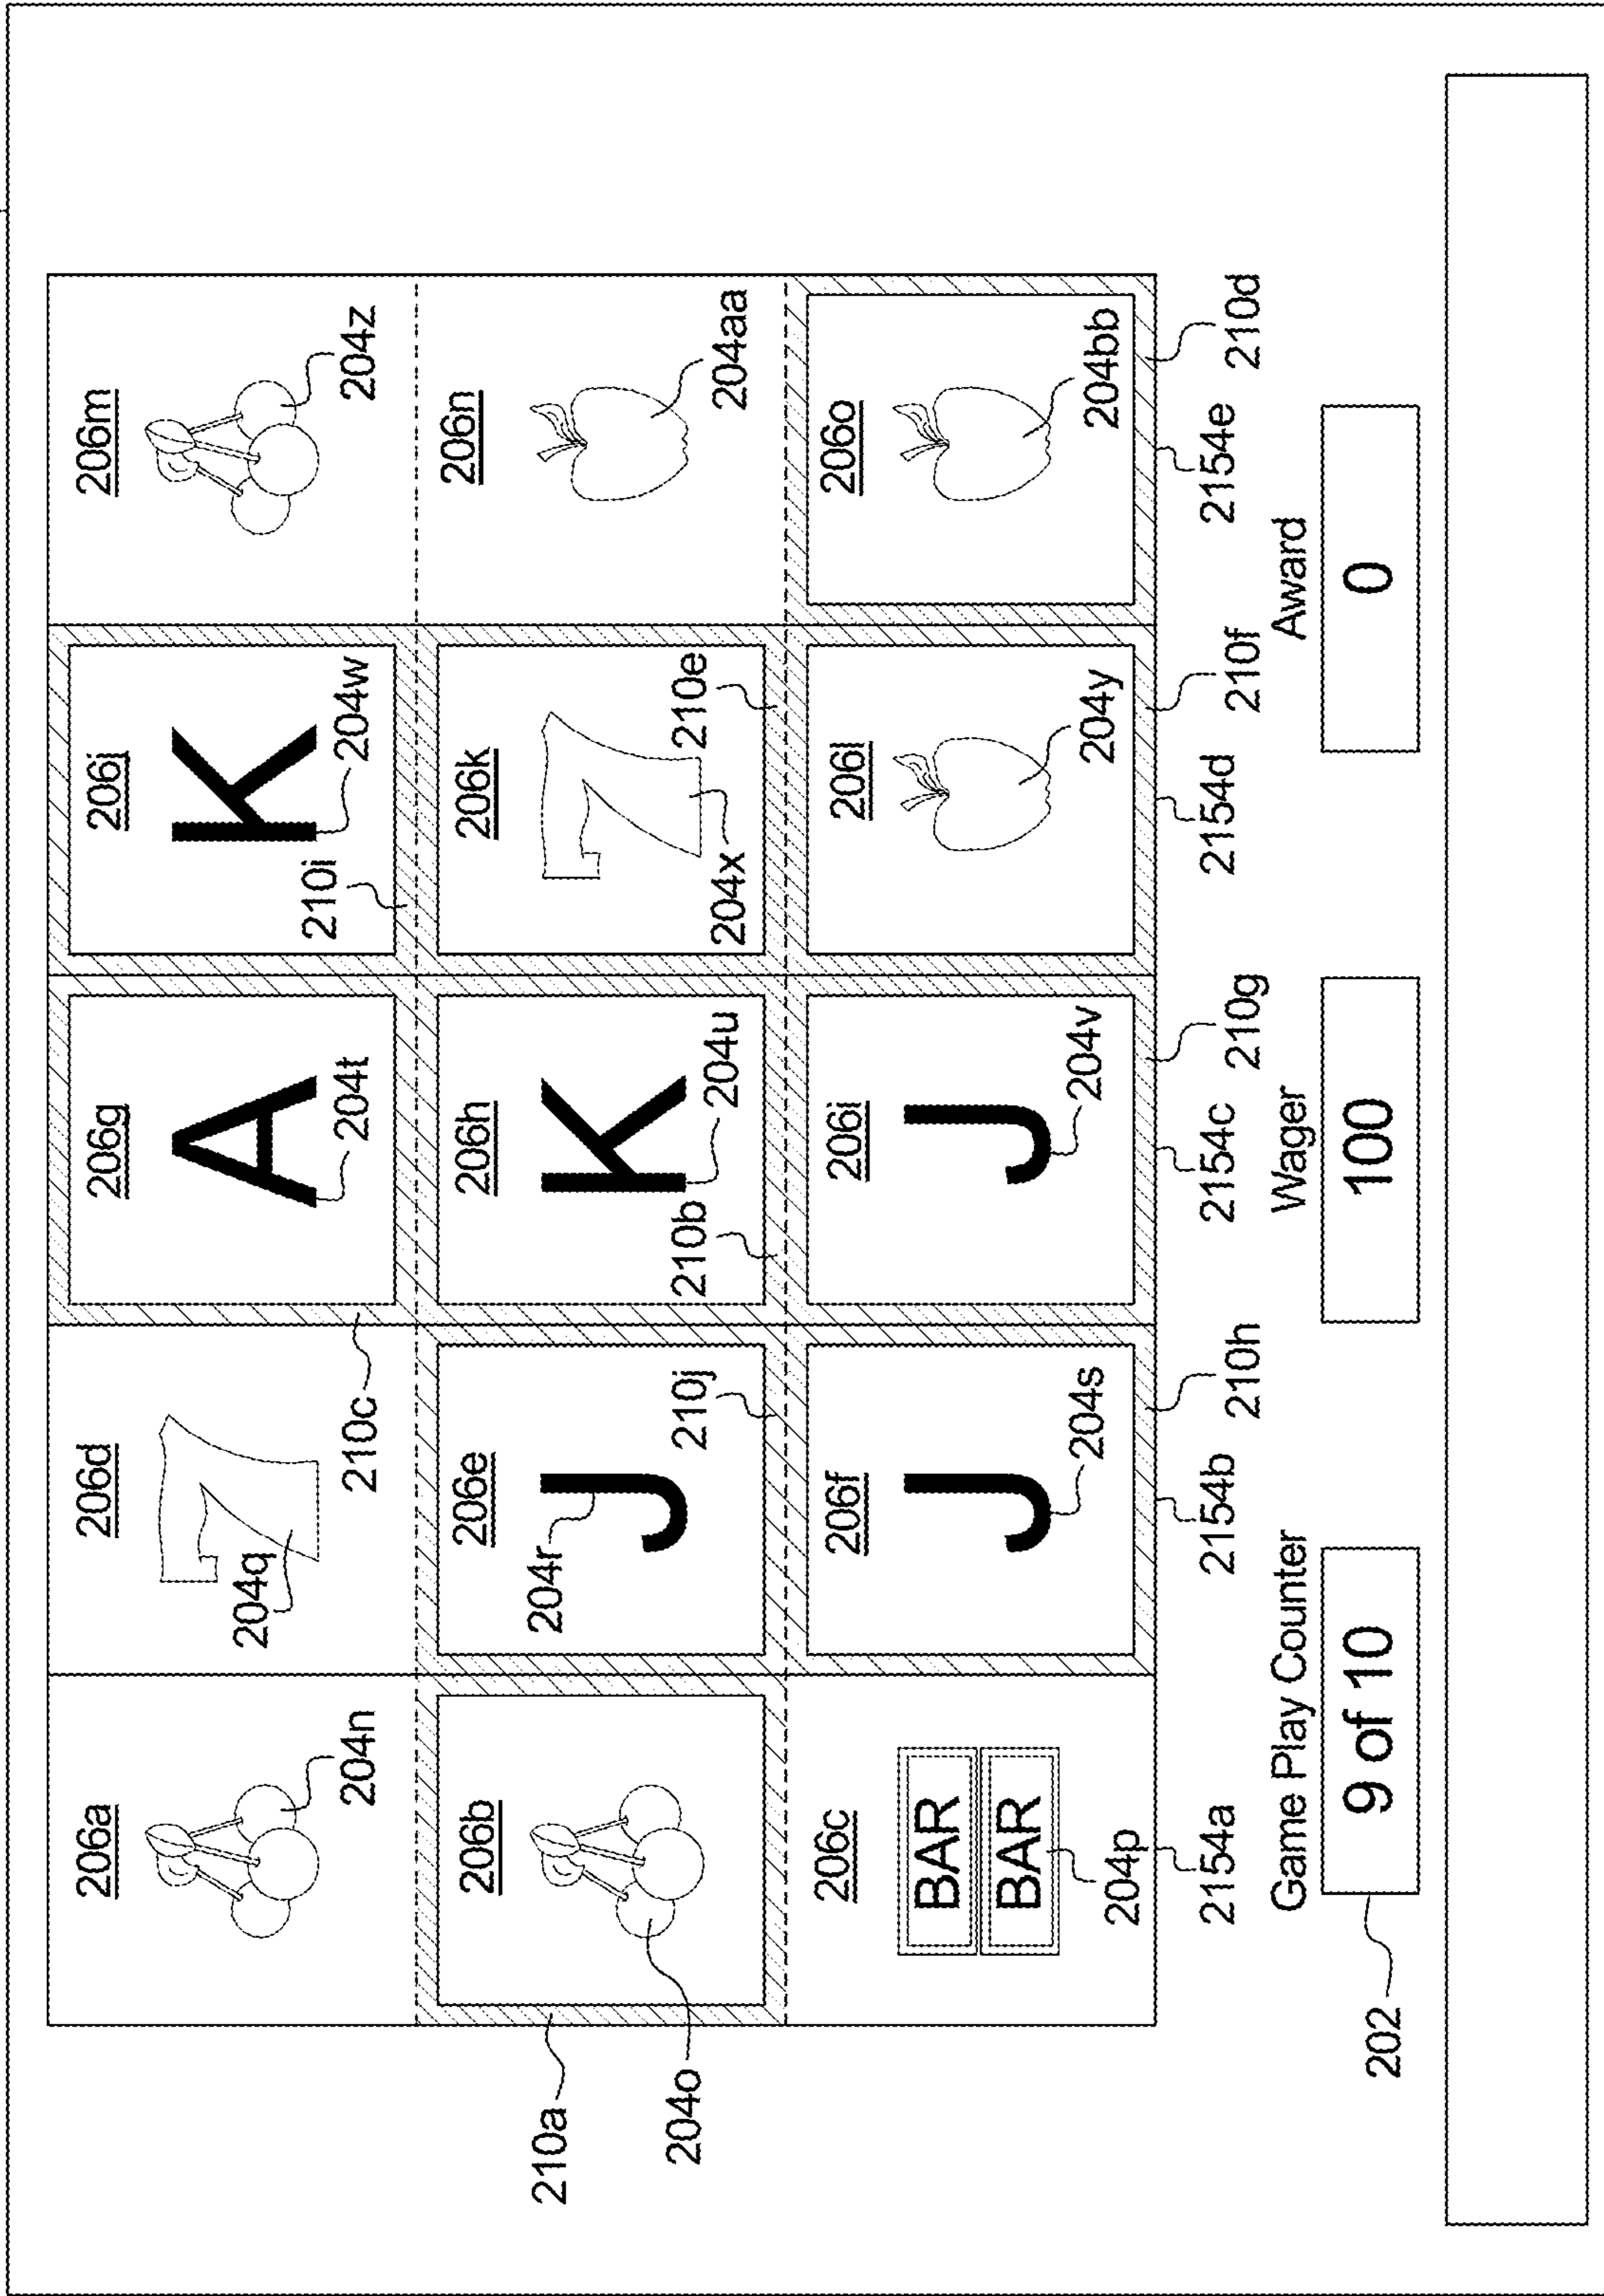 206a
204n
206d
204q
210c
206g
A
204t
206j
K
204w
210i
206m
204z
210a
206b
204o
206e
J
204r
210j
206h
K
204u
210b
206k
7
204x
210e
206n
204aa
206c
BAR
BAR
204p
206f
J
204s
206i
J
204v
206l
204y
206o
204bb
2154a
2154b
210h
2154c
210g
2154d
210f
2154e
210d
Game Play Counter
9 of 10
202
Wager
100
Award
0